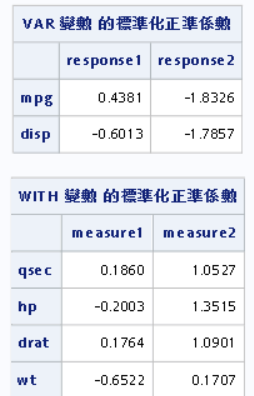 VAR 變數 的標準化正準係數
response1 response2
mpg 0.4381 -1.8326
disp -0.6013 -1.7857
WITH 變數 的標準化正準係數
measure1 measure2
qsec 0.1860 1.0527
hp -0.2003 1.3515
drat 0.1764 1.0901
wt -0.6522 0.1707